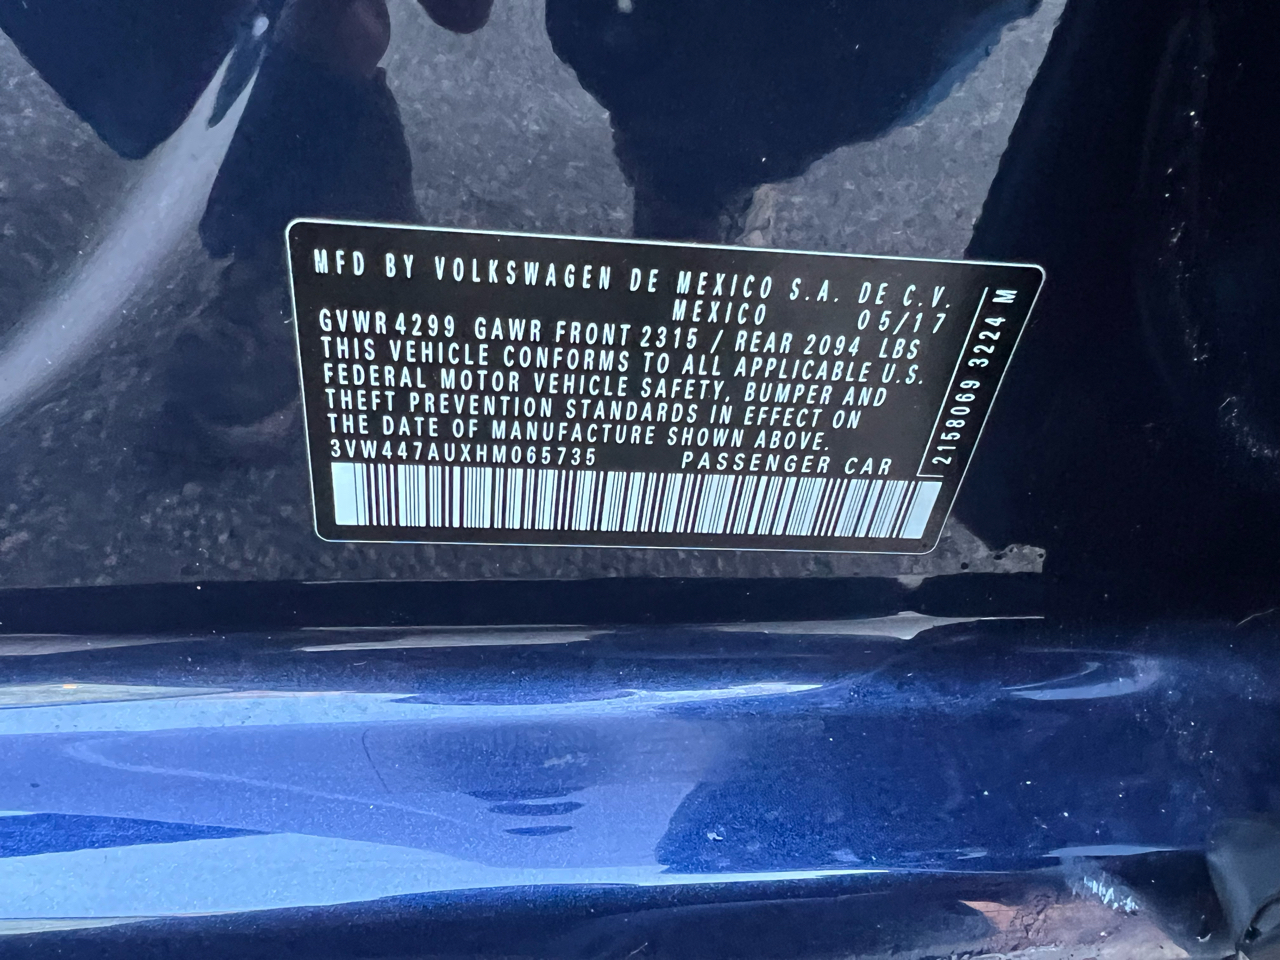 MFD BY VOLKSWAGEN DE MEXICO S.A. DE C.V.
MEXICO 05/17
GVWR 4299 GAWR FRONT 2315 / REAR 2094 LBS
THIS VEHICLE CONFORMS TO ALL APPLICABLE U.S.
FEDERAL MOTOR VEHICLE SAFETY, BUMPER AND
THEFT PREVENTION STANDARDS IN EFFECT ON
THE DATE OF MANUFACTURE SHOWN ABOVE.
3VW447AUXHM065735 PASSENGER CAR
2158069 3224 M